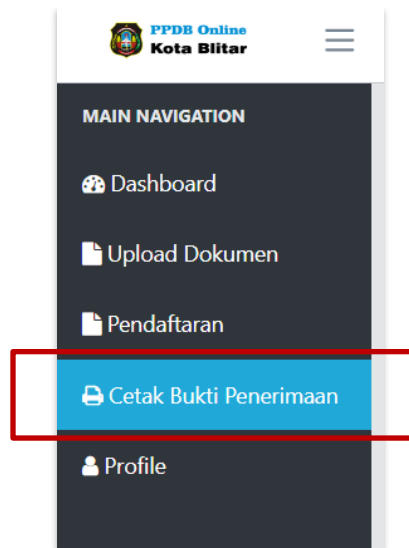 PPDB Online
Kota Blitar
MAIN NAVIGATION
Dashboard
Upload Dokumen
Pendaftaran
Cetak Bukti Penerimaan
Profile